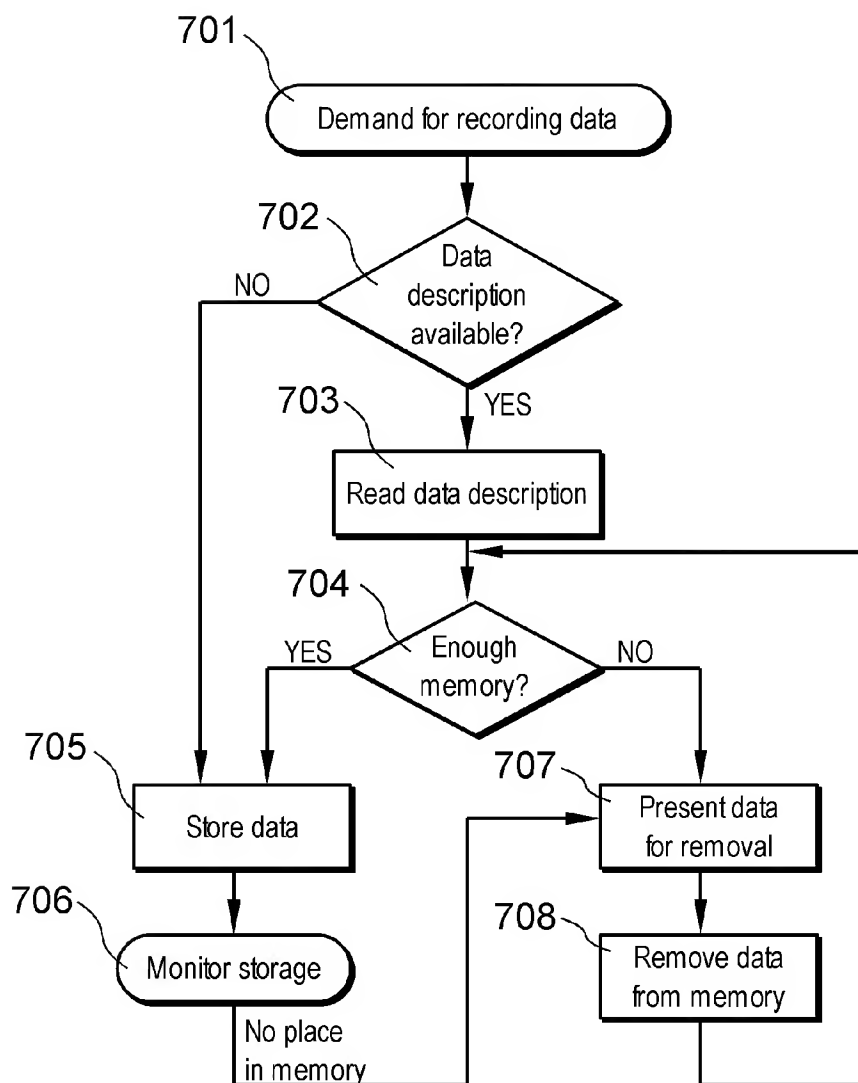 701
Demand for recording data
702
Data
description
available?
NO
YES
703
Read data description
704
Enough
memory?
YES
NO
705
Store data
707
Present data
for removal
706
Monitor storage
708
Remove data
from memory
No place
in memory